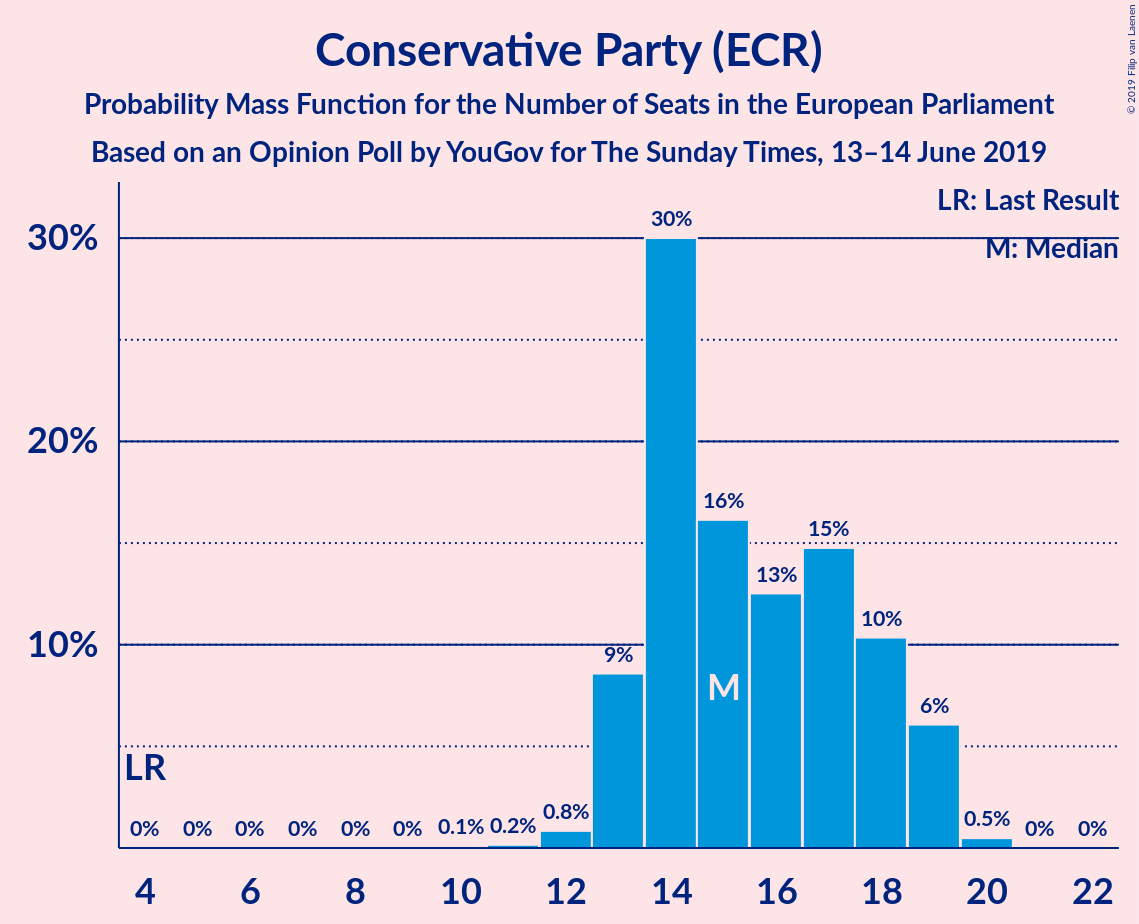 Conservative Party (ECR)
Probability Mass Function for the Number of Seats in the European Parliament
Based on an Opinion Poll by YouGov for The Sunday Times, 13–14 June 2019
© 2019 Filip van Laenen
LR: Last Result
M: Median
30%
20%
10%
30%
16%
15%
13%
10%
9%
M
6%
LR
0% 0% 0% 0% 0% 0% 0.1% 0.2% 0.8% 0.5% 0% 0%
4 6 8 10 12 14 16 18 20 22